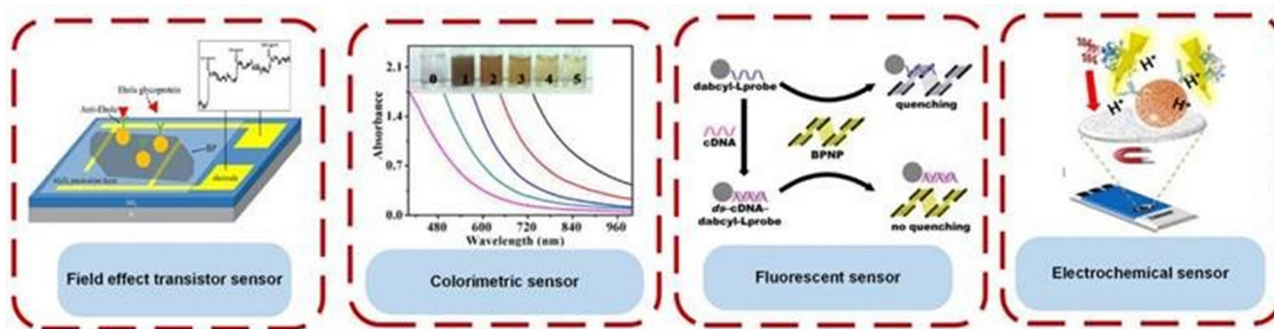 Ebola glycoprotein
Anti-Ebola
BP
electrode
Field effect transistor sensor
2.1
1.4
0.7
0.0
Absorbance
0 1 2 3 4 5
480 600 720 840 960
Wavelength (nm)
Colorimetric sensor
dabcyl-Lprobe
quenching
cDNA
BPNP
ds-cDNA-
dabcyl-Lprobe
no quenching
Fluorescent sensor
H⁺
H⁺
H⁺
H⁺
Electrochemical sensor